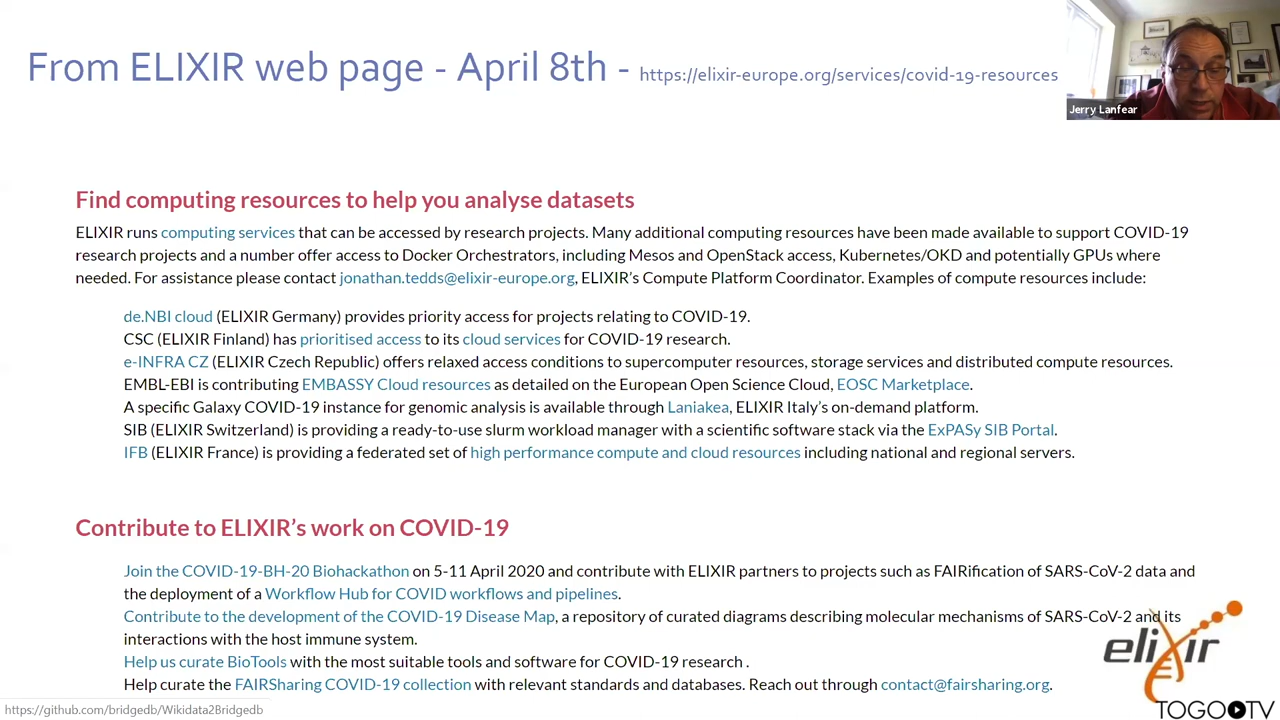 From ELIXIR web page - April 8th - https://elixir-europe.org/services/covid-19-resources
Jerry Lanfear
Find computing resources to help you analyse datasets
ELIXIR runs computing services that can be accessed by research projects. Many additional computing resources have been made available to support COVID-19
research projects and a number offer access to Docker Orchestrators, including Mesos and OpenStack access, Kubernetes/OKD and potentially GPUs where
needed. For assistance please contact jonathan.tedds@elixir-europe.org, ELIXIR's Compute Platform Coordinator. Examples of compute resources include:
de.NBI cloud (ELIXIR Germany) provides priority access for projects relating to COVID-19.
CSC (ELIXIR Finland) has prioritised access to its cloud services for COVID-19 research.
e-INFRA CZ (ELIXIR Czech Republic) offers relaxed access conditions to supercomputer resources, storage services and distributed compute resources.
EMBL-EBI is contributing EMBASSY Cloud resources as detailed on the European Open Science Cloud, EOSC Marketplace.
A specific Galaxy COVID-19 instance for genomic analysis is available through Laniakea, ELIXIR Italy's on-demand platform.
SIB (ELIXIR Switzerland) is providing a ready-to-use slurm workload manager with a scientific software stack via the ExPASy SIB Portal.
IFB (ELIXIR France) is providing a federated set of high performance compute and cloud resources including national and regional servers.
Contribute to ELIXIR's work on COVID-19
Join the COVID-19-BH-20 Biohackathon on 5-11 April 2020 and contribute with ELIXIR partners to projects such as FAIRification of SARS-CoV-2 data and
the deployment of a Workflow Hub for COVID workflows and pipelines.
Contribute to the development of the COVID-19 Disease Map, a repository of curated diagrams describing molecular mechanisms of SARS-CoV-2 and its
interactions with the host immune system.
Help us curate BioTools with the most suitable tools and software for COVID-19 research .
Help curate the FAIRSharing COVID-19 collection with relevant standards and databases. Reach out through contact@fairsharing.org.
elixir
TOGOTV
https://github.com/bridgedb/Wikidata2Bridgedb